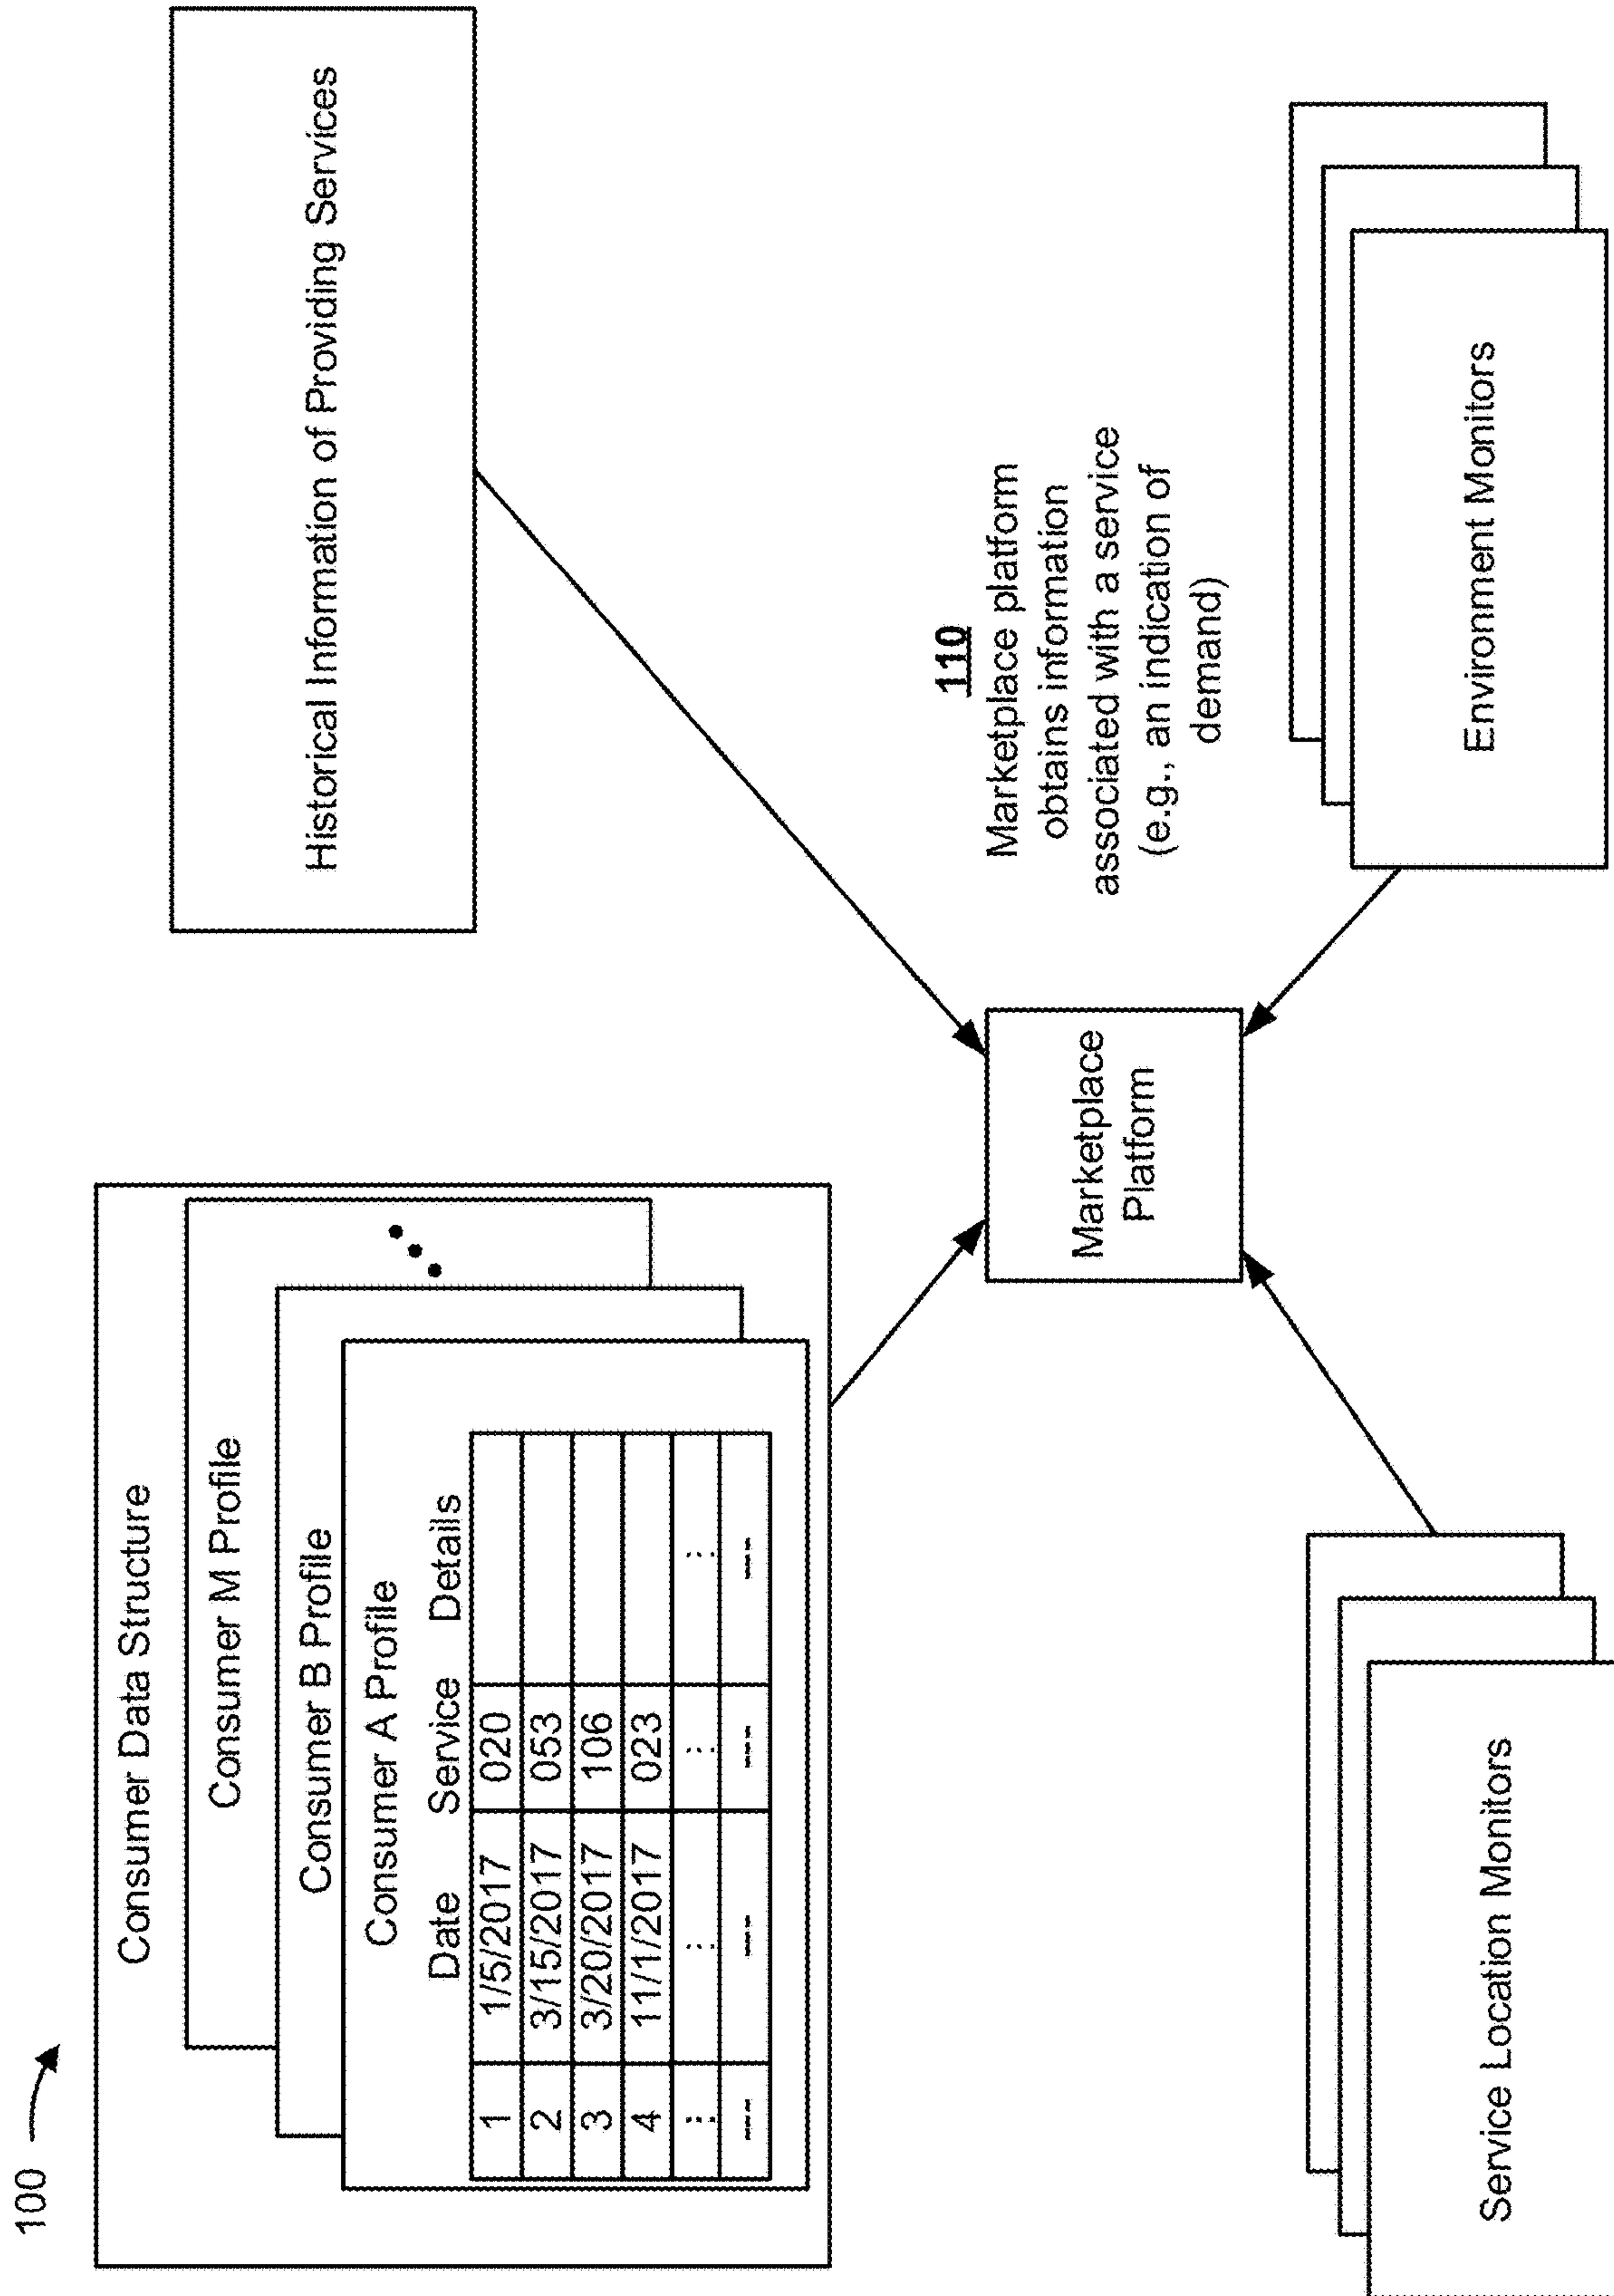 100
Consumer Data Structure
Consumer M Profile
Consumer B Profile
Consumer A Profile
Date Service Details
1 1/5/2017 020
2 3/15/2017 053
3 3/20/2017 106
4 11/1/2017 023
: : : :
--- --- --- ---
Historical Information of Providing Services
Marketplace
Platform
110
Marketplace platform
obtains information
associated with a service
(e.g., an indication of
demand)
Service Location Monitors
Environment Monitors